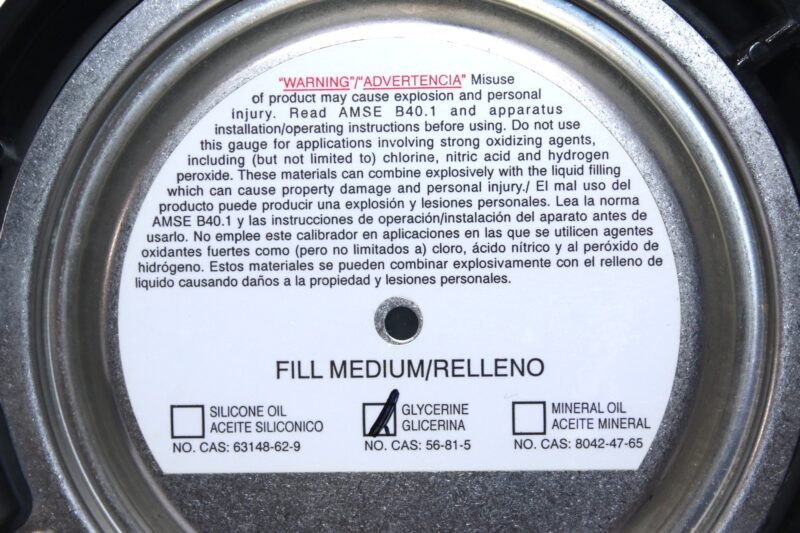 "WARNING"/"ADVERTENCIA" Misuse
of product may cause explosion and personal
injury. Read AMSE B40.1 and apparatus
installation/operating instructions before using. Do not use
this gauge for applications involving strong oxidizing agents,
including (but not limited to) chlorine, nitric acid and hydrogen
peroxide. These materials can combine explosively with the liquid filling
which can cause property damage and personal injury./ El mal uso del
producto puede producir una explosión y lesiones personales. Lea la norma
AMSE B40.1 y las instrucciones de operación/instalación del aparato antes de
usarlo. No emplee este calibrador en aplicaciones en las que se utilicen agentes
oxidantes fuertes como (pero no limitados a) cloro, ácido nítrico y al peróxido de
hidrógeno. Estos materiales se pueden combinar explosivamente con el relleno de
liquido causando daños a la propiedad y lesiones personales.
FILL MEDIUM/RELLENO
SILICONE OIL
ACEITE SILICONICO
NO. CAS: 63148-62-9
GLYCERINE
GLICERINA
NO. CAS: 56-81-5
MINERAL OIL
ACEITE MINERAL
NO. CAS: 8042-47-65